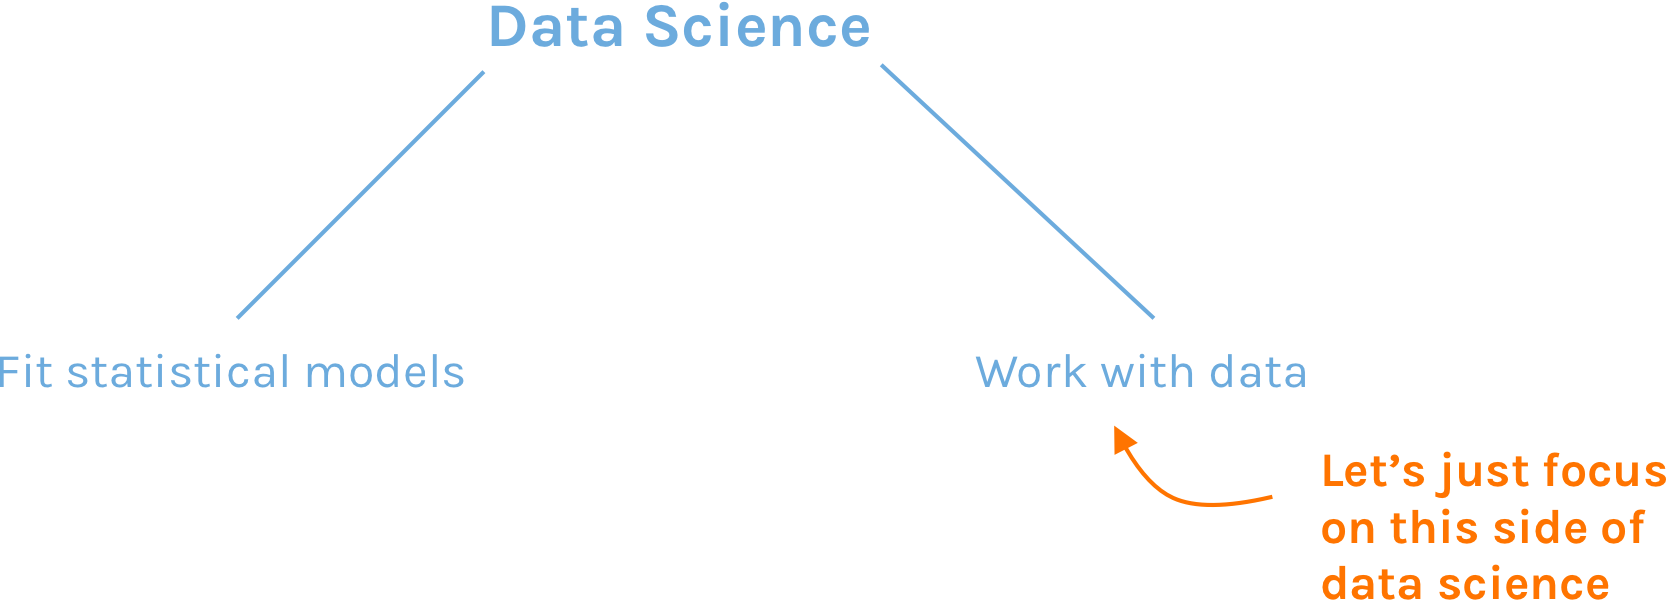 Data Science
Fit statistical models
Work with data
Let’s just focus
on this side of
data science